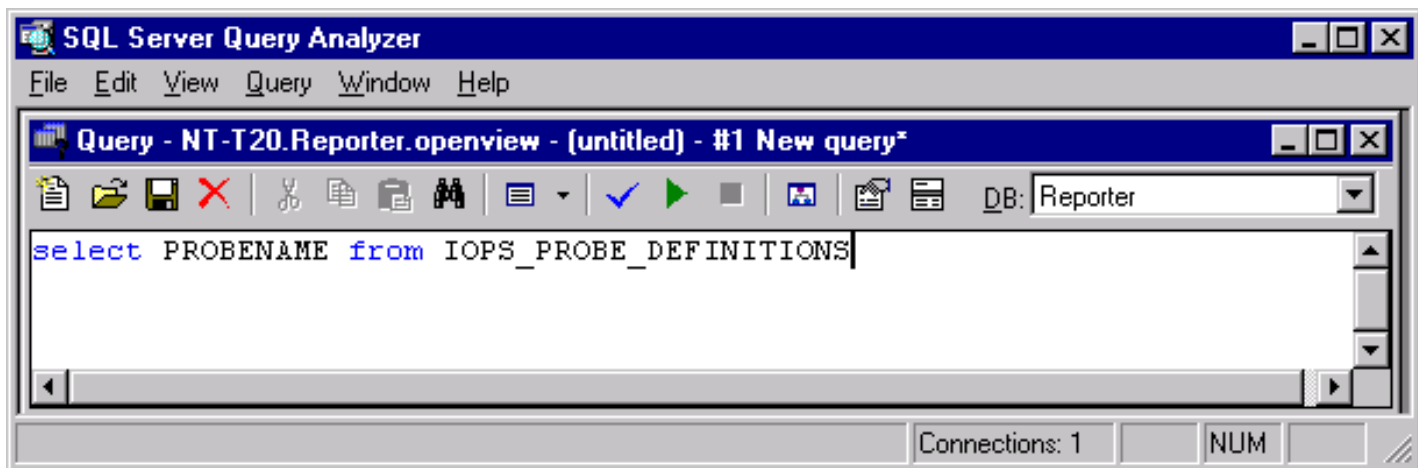 SQL Server Query Analyzer
File Edit View Query Window Help
Query - NT-T20.Reporter.openview - (untitled) - #1 New query*
DB: Reporter
select PROBENAME from IOPS_PROBE_DEFINITIONS
Connections: 1 NUM